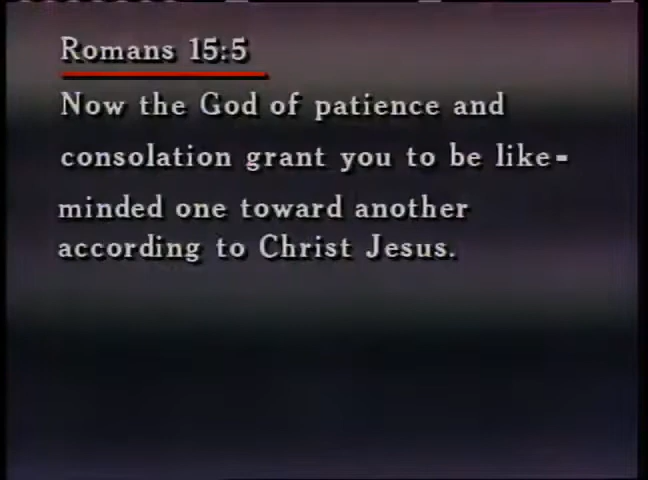 Romans 15:5
Now the God of patience and
consolation grant you to be like-
minded one toward another
according to Christ Jesus.